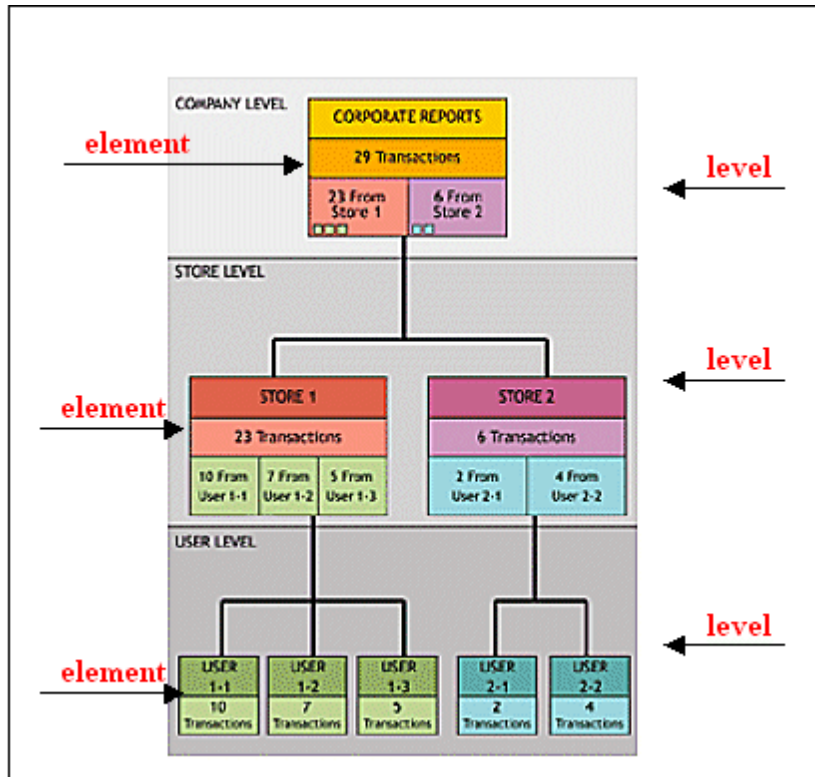 COMPANY LEVEL
CORPORATE REPORTS
element
29 Transactions
level
23 From
Store 1
6 From
Store 2
STORE LEVEL
level
STORE 1
STORE 2
element
23 Transactions
6 Transactions
10 From
User 1-1
7 From
User 1-2
5 From
User 1-3
2 From
User 2-1
4 From
User 2-2
USER LEVEL
level
element
USER
1-1
10
Transactions
USER
1-2
7
Transactions
USER
1-3
5
Transactions
USER
2-1
2
Transactions
USER
2-2
4
Transactions